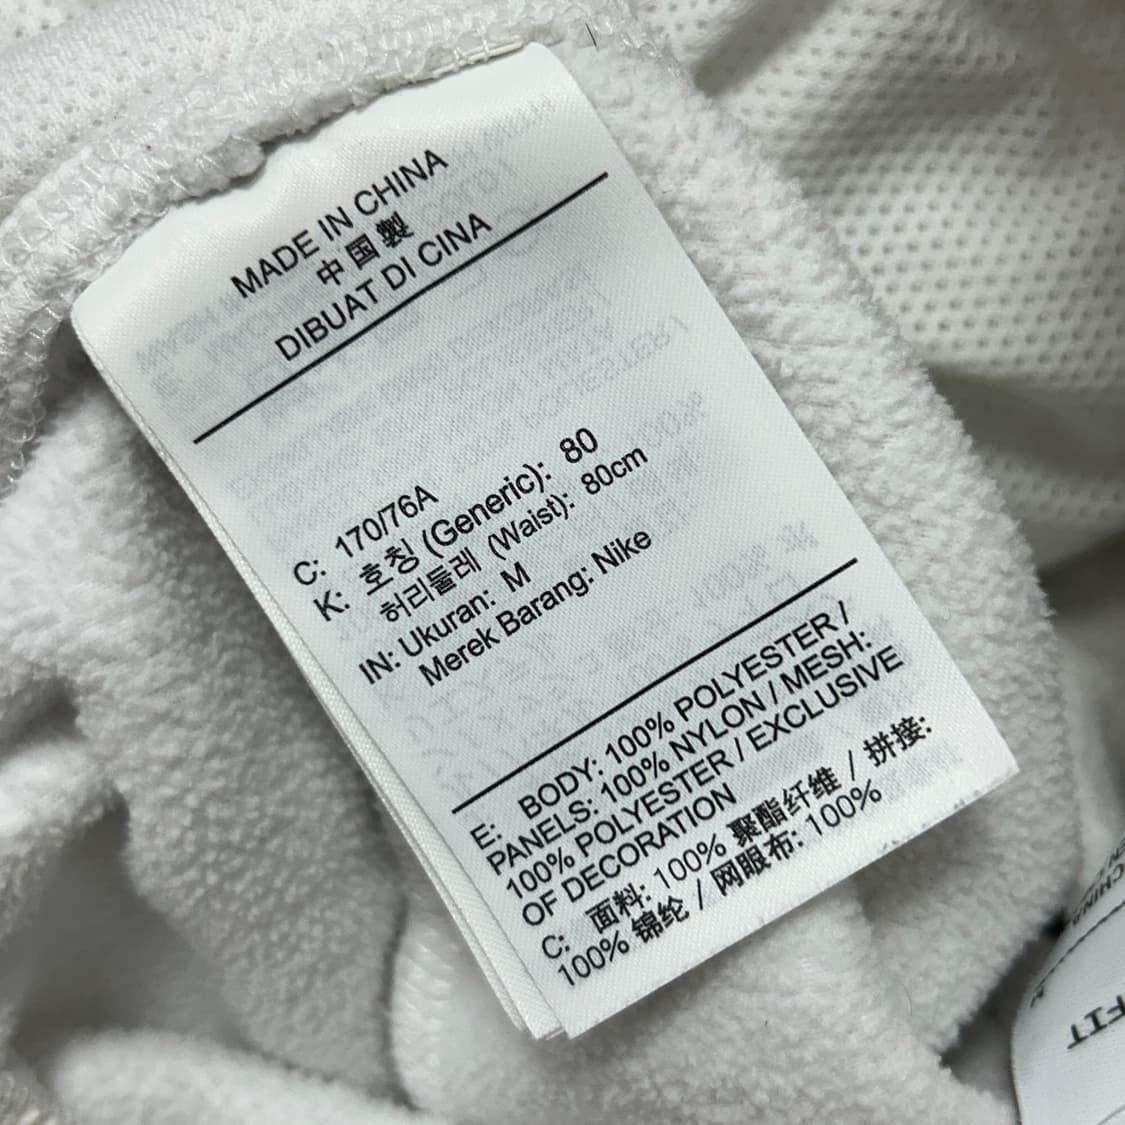 MADE IN CHINA
中国製
DIBUAT DI CINA
C: 170/76A
K: 호칭 (Generic): 80
허리둘레 (Waist): 80cm
IN: Ukuran: M
Merek Barang: Nike
E: BODY: 100% POLYESTER /
PANELS: 100% NYLON / MESH:
100% POLYESTER / EXCLUSIVE
OF DECORATION
C: 面料: 100% 聚酯纤维 / 拼接:
100% 锦纶 / 网眼布: 100%
FIT